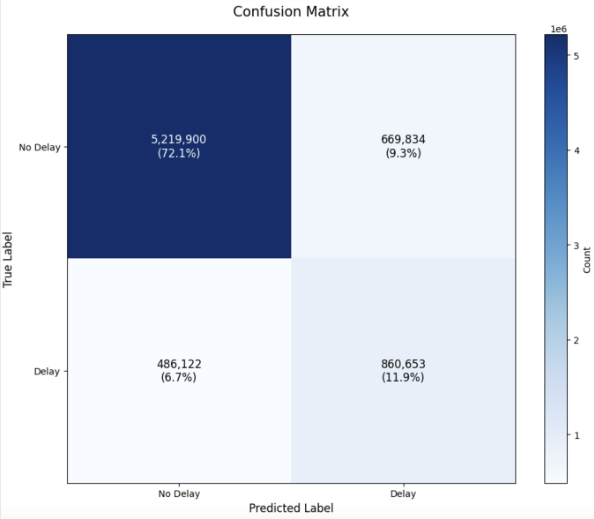 Confusion Matrix
1e6
5
5,219,900
(72.1%)
669,834
(9.3%)
No Delay
4
3
True Label
Count
2
486,122
(6.7%)
860,653
(11.9%)
Delay
1
No Delay
Delay
Predicted Label